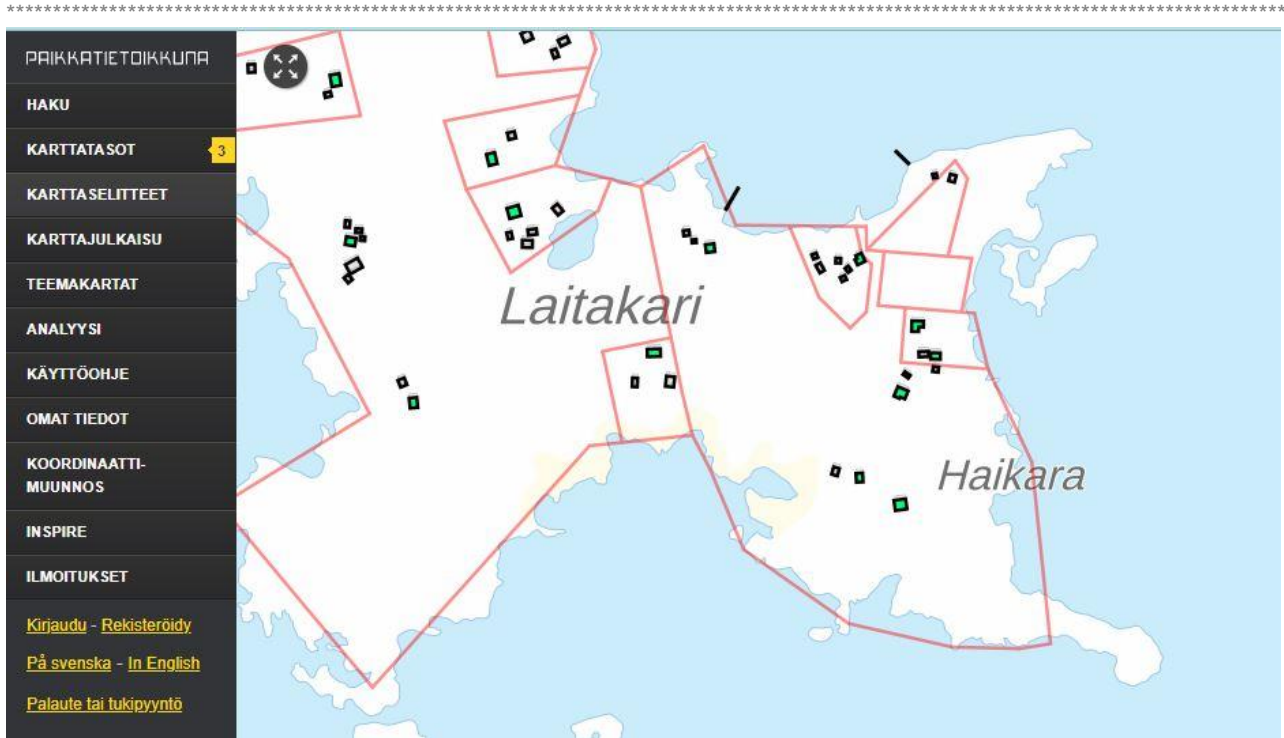 ****************************************************************************************************************************************************************
PAIKKATIETOIKKUNA
HAKU
KARTTATASOT 3
KARTTASELITTEET
KARTTAJULKAISU
TEEMAKARTAT
ANALYYSI
KÄYTTÖOHJE
OMAT TIEDOT
KOORDINAATTI-
MUUNNOS
INSPIRE
ILMOITUKSET
Kirjaudu - Rekisteröidy
På svenska - In English
Palaute tai tukipyyntö
Laitakari
Haikara